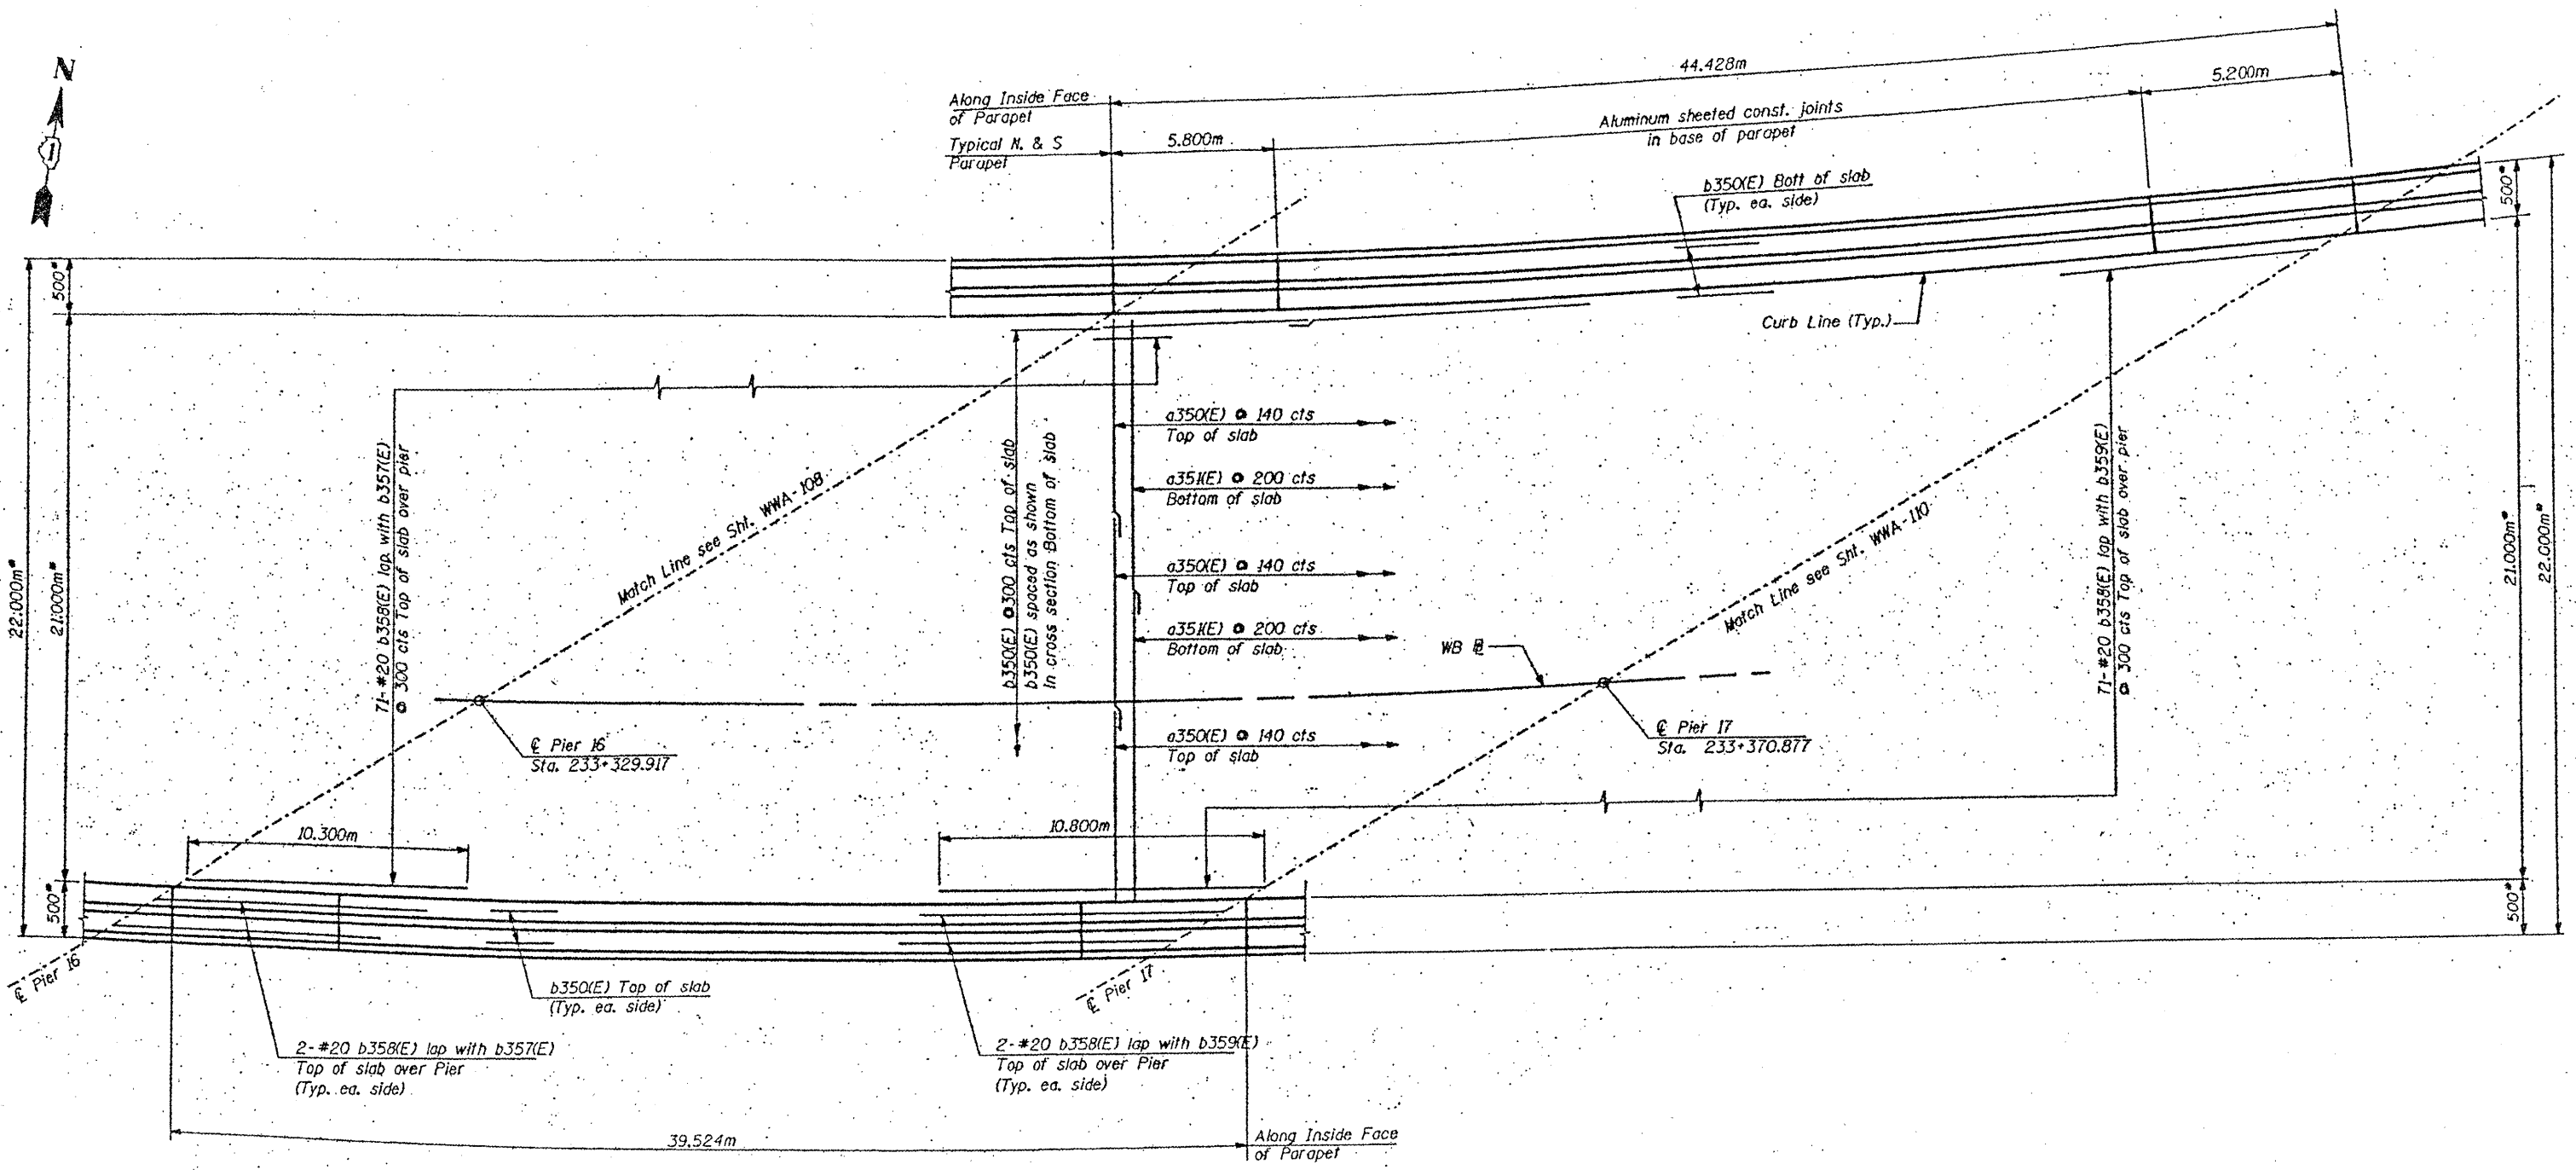 N
44.428m
5.200m
Along Inside Face
of Parapet
Typical N. & S
Parapet
5.800m
Aluminum sheeted const. joints
in base of parapet
b350(E) Bott of slab
(Typ. ea. side)
Curb Line (Typ.)
500*
500*
22.000m*
21.000m*
71-#20 b358(E) lap with b357(E)
@ 300 cts Top of slab over pier
Match Line see Sht. WWA-108
b350(E) @ 300 cts Top of slab
b350(E) spaced as shown
in cross section Bottom of slab
a350(E) @ 140 cts
Top of slab
a351(E) @ 200 cts
Bottom of slab
a350(E) @ 140 cts
Top of slab
a351(E) @ 200 cts
Bottom of slab
a350(E) @ 140 cts
Top of slab
WB ℄
Match Line see Sht. WWA-110
71-#20 b358(E) lap with b359(E)
@ 300 cts Top of slab over pier
21.000m*
22.000m*
℄ Pier 16
Sta. 233+329.917
℄ Pier 17
Sta. 233+370.877
10.300m
10.800m
500*
500*
℄ Pier 16
℄ Pier 17
b350(E) Top of slab
(Typ. ea. side)
2-#20 b358(E) lap with b357(E)
Top of slab over Pier
(Typ. ea. side)
2-#20 b358(E) lap with b359(E)
Top of slab over Pier
(Typ. ea. side)
39.524m
Along Inside Face
of Parapet